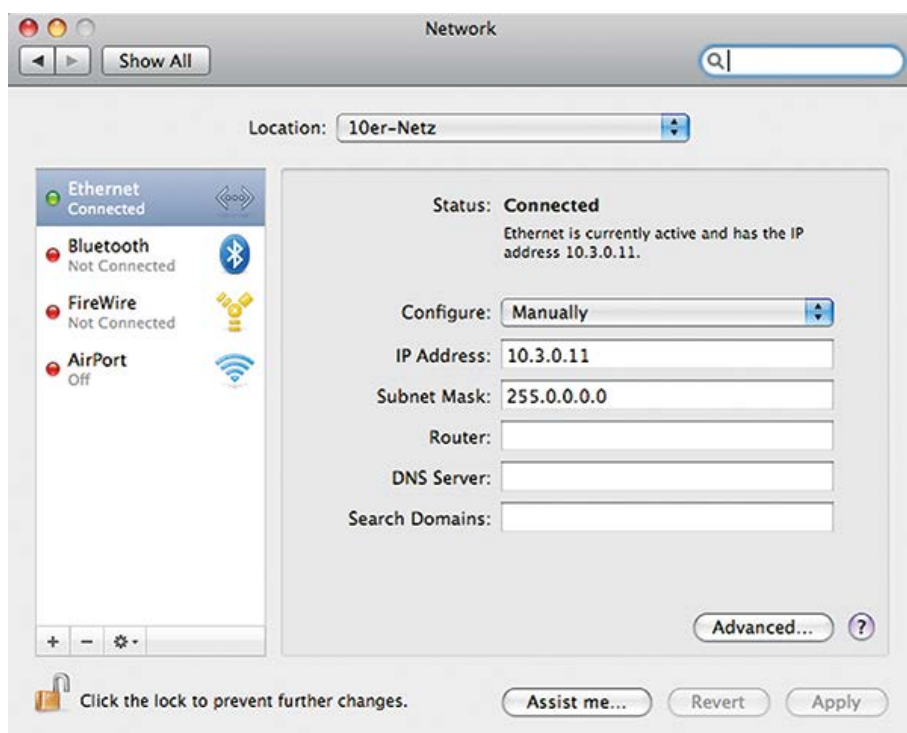 Network
Show All
Location: 10er-Netz
Ethernet
Connected
Bluetooth
Not Connected
FireWire
Not Connected
AirPort
Off
Status: Connected
Ethernet is currently active and has the IP
address 10.3.0.11.
Configure: Manually
IP Address: 10.3.0.11
Subnet Mask: 255.0.0.0.0
Router:
DNS Server:
Search Domains:
Advanced... ?
+ −
Click the lock to prevent further changes.
Assist me... Revert Apply